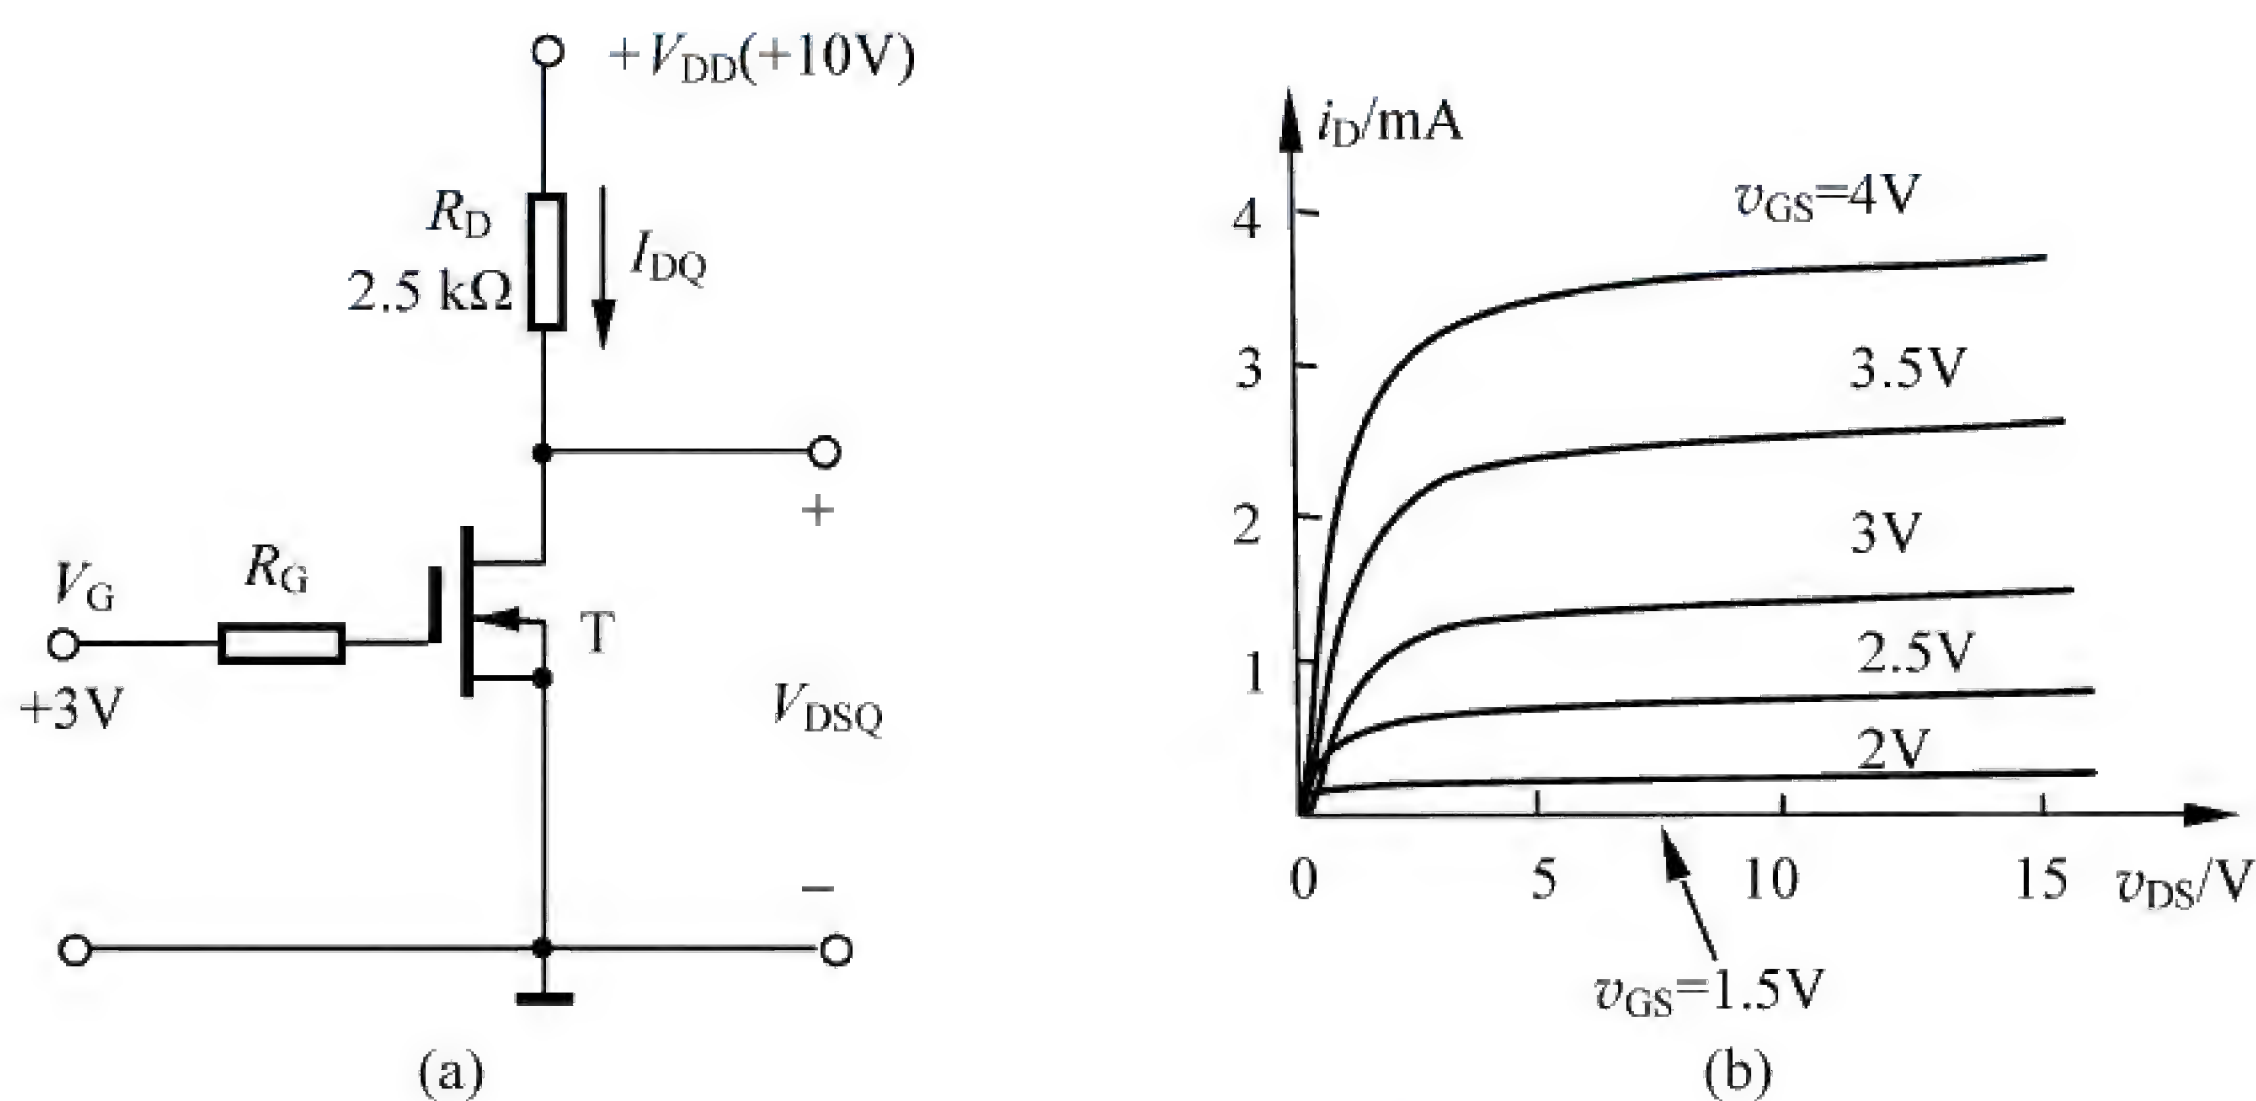 +V_DD(+10V)
R_D
2.5 kΩ
I_DQ
+
V_G
R_G
T
+3V
V_DSQ
−
(a)
i_D/mA
4
3
2
1
v_GS=4V
3.5V
3V
2.5V
2V
0 5 10 15 v_DS/V
v_GS=1.5V
(b)